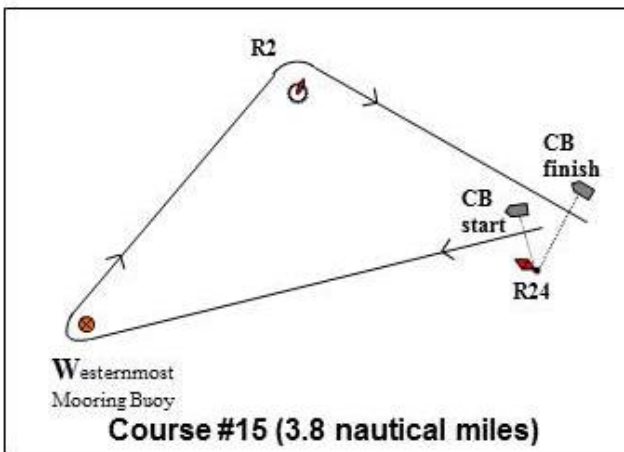 R2
CB
finish
CB
start
R24
Westernmost
Mooring Buoy
Course #15 (3.8 nautical miles)